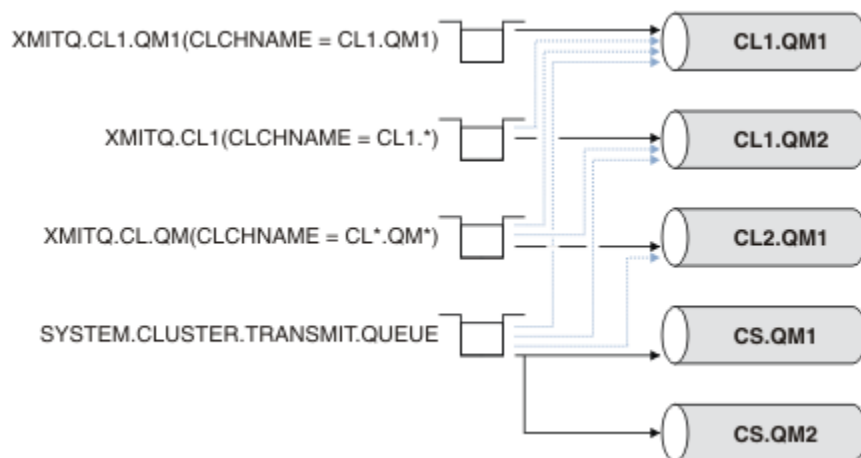 XMITQ.CL1.QM1(CLCHNAME = CL1.QM1)
CL1.QM1
XMITQ.CL1(CLCHNAME = CL1.*)
CL1.QM2
XMITQ.CL.QM(CLCHNAME = CL*.QM*)
CL2.QM1
SYSTEM.CLUSTER.TRANSMIT.QUEUE
CS.QM1
CS.QM2